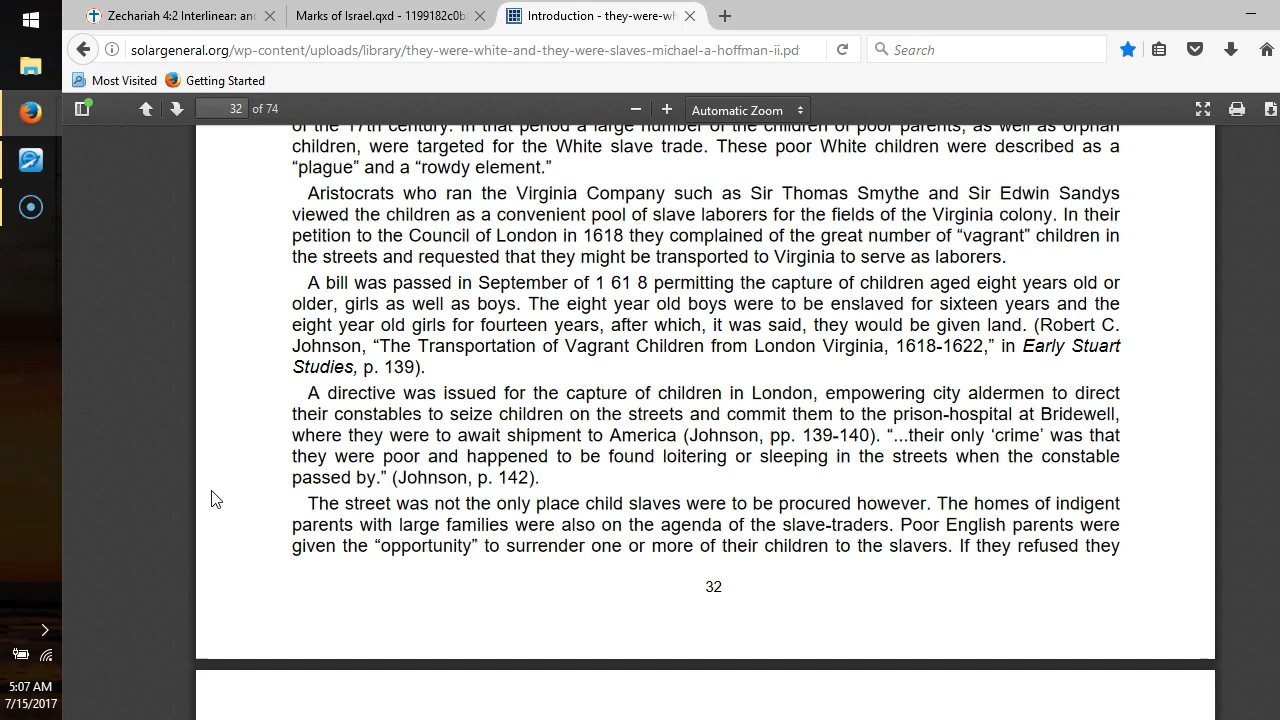 Zechariah 4:2 Interlinear: and
Marks of Israel.qxd - 1199182c0b
Introduction - they-were-wh
solargeneral.org/wp-content/uploads/library/they-were-white-and-they-were-slaves-michael-a-hoffman-ii.pd
Search
Most Visited
Getting Started
32 of 74
Automatic Zoom
of the 17th century. In that period a large number of the children of poor parents, as well as orphan
children, were targeted for the White slave trade. These poor White children were described as a
“plague” and a “rowdy element.”
Aristocrats who ran the Virginia Company such as Sir Thomas Smythe and Sir Edwin Sandys
viewed the children as a convenient pool of slave laborers for the fields of the Virginia colony. In their
petition to the Council of London in 1618 they complained of the great number of “vagrant” children in
the streets and requested that they might be transported to Virginia to serve as laborers.
A bill was passed in September of 1 61 8 permitting the capture of children aged eight years old or
older, girls as well as boys. The eight year old boys were to be enslaved for sixteen years and the
eight year old girls for fourteen years, after which, it was said, they would be given land. (Robert C.
Johnson, “The Transportation of Vagrant Children from London Virginia, 1618-1622,” in Early Stuart
Studies, p. 139).
A directive was issued for the capture of children in London, empowering city aldermen to direct
their constables to seize children on the streets and commit them to the prison-hospital at Bridewell,
where they were to await shipment to America (Johnson, pp. 139-140). “...their only ‘crime’ was that
they were poor and happened to be found loitering or sleeping in the streets when the constable
passed by.” (Johnson, p. 142).
The street was not the only place child slaves were to be procured however. The homes of indigent
parents with large families were also on the agenda of the slave-traders. Poor English parents were
given the “opportunity” to surrender one or more of their children to the slavers. If they refused they
32
5:07 AM
7/15/2017